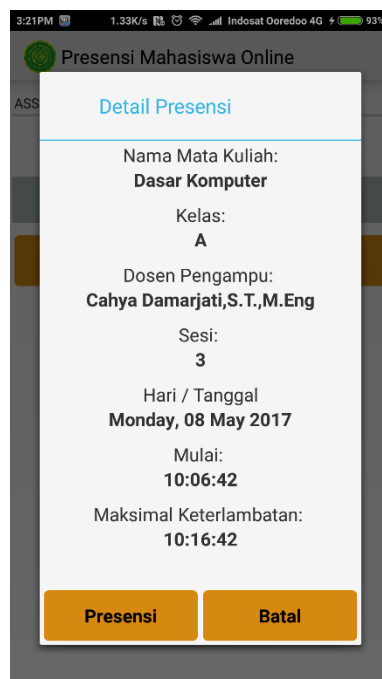 3:21PM 1.33K/s Indosat Ooredoo 4G 93%
Presensi Mahasiswa Online
ASS
Detail Presensi
Nama Mata Kuliah:
Dasar Komputer
Kelas:
A
Dosen Pengampu:
Cahya Damarjati,S.T.,M.Eng
Sesi:
3
Hari / Tanggal
Monday, 08 May 2017
Mulai:
10:06:42
Maksimal Keterlambatan:
10:16:42
Presensi Batal